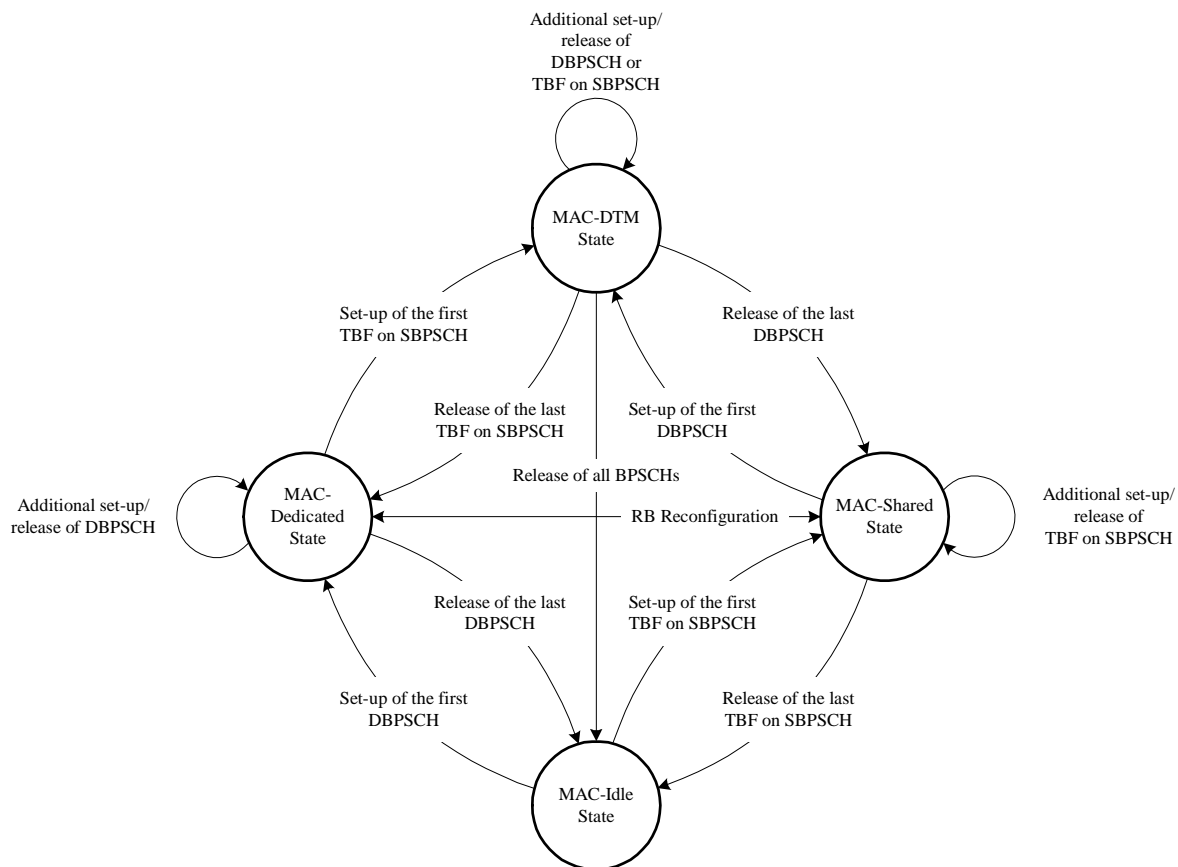 Additional set-up/
release of
DBPSCH or
TBF on SBPSCH
MAC-DTM
State
Set-up of the first
TBF on SBPSCH
Release of the last
DBPSCH
Release of the last
TBF on SBPSCH
Set-up of the first
DBPSCH
Release of all BPSCHs
Additional set-up/
release of DBPSCH
MAC-
Dedicated
State
RB Reconfiguration
MAC-Shared
State
Additional set-up/
release of
TBF on SBPSCH
Release of the last
DBPSCH
Set-up of the first
TBF on SBPSCH
Set-up of the first
DBPSCH
Release of the last
TBF on SBPSCH
MAC-Idle
State